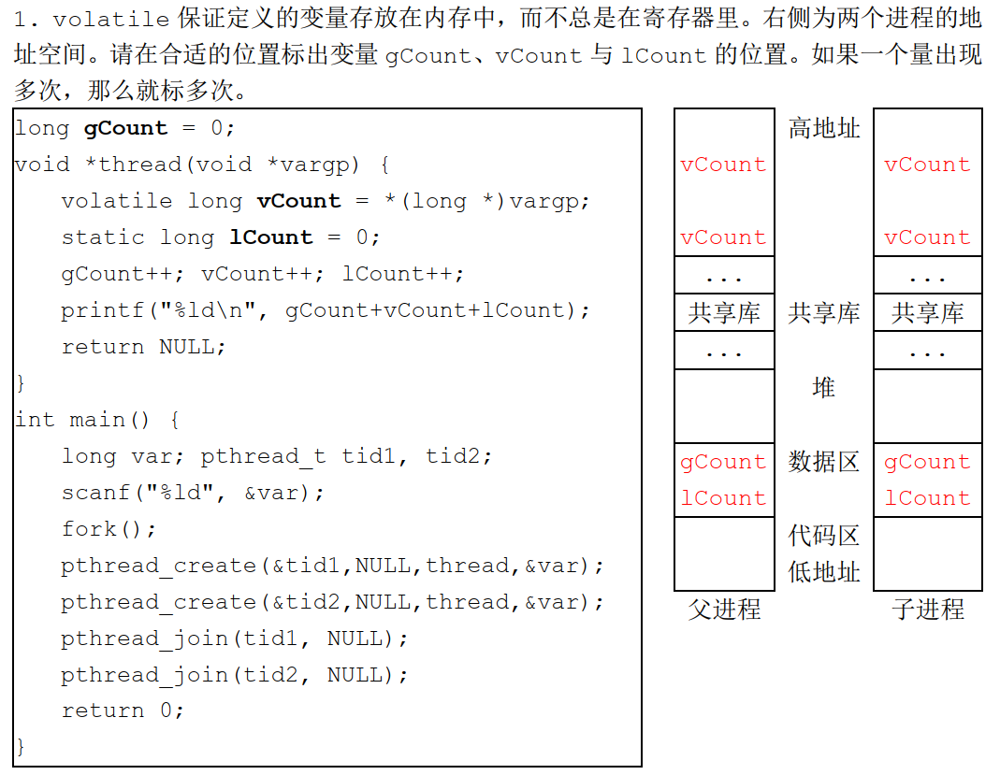 1. volatile 保证定义的变量存放在内存中，而不总是在寄存器里。右侧为两个进程的地
址空间。请在合适的位置标出变量 gCount、vCount 与 lCount 的位置。如果一个量出现
多次，那么就标多次。
long gCount = 0;
void *thread(void *vargp) {
volatile long vCount = *(long *)vargp;
static long lCount = 0;
gCount++; vCount++; lCount++;
printf("%ld\n", gCount+vCount+lCount);
return NULL;
}
int main() {
long var; pthread_t tid1, tid2;
scanf("%ld", &var);
fork();
pthread_create(&tid1,NULL,thread,&var);
pthread_create(&tid2,NULL,thread,&var);
pthread_join(tid1, NULL);
pthread_join(tid2, NULL);
return 0;
}
高地址
vCount vCount
vCount vCount
... ...
共享库 共享库 共享库
... ...
堆
gCount 数据区 gCount
lCount lCount
代码区
低地址
父进程 子进程